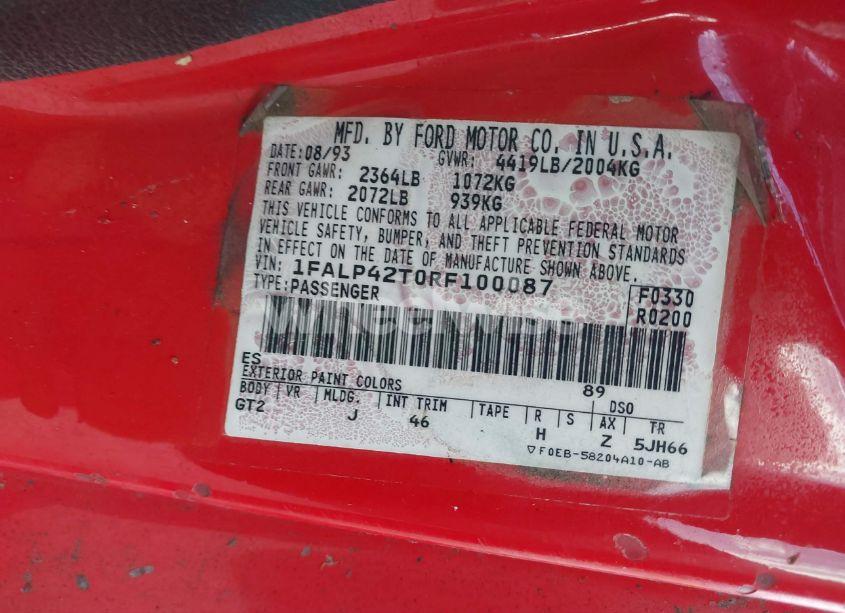 MFD. BY FORD MOTOR CO. IN U.S.A.
DATE: 08/93 GVWR: 4419LB/2004KG
FRONT GAWR: 2364LB 1072KG
REAR GAWR: 2072LB 939KG
THIS VEHICLE CONFORMS TO ALL APPLICABLE FEDERAL MOTOR
VEHICLE SAFETY, BUMPER, AND THEFT PREVENTION STANDARDS
IN EFFECT ON THE DATE OF MANUFACTURE SHOWN ABOVE.
VIN: 1FALP42T0RF100087
TYPE: PASSENGER
F0330
R0200
ES 89
EXTERIOR PAINT COLORS DSO
BODY VR MLDG. INT TRIM TAPE R S AX TR
GT2 J 46 H Z 5JH66
▽F0EB-58204A10-AB